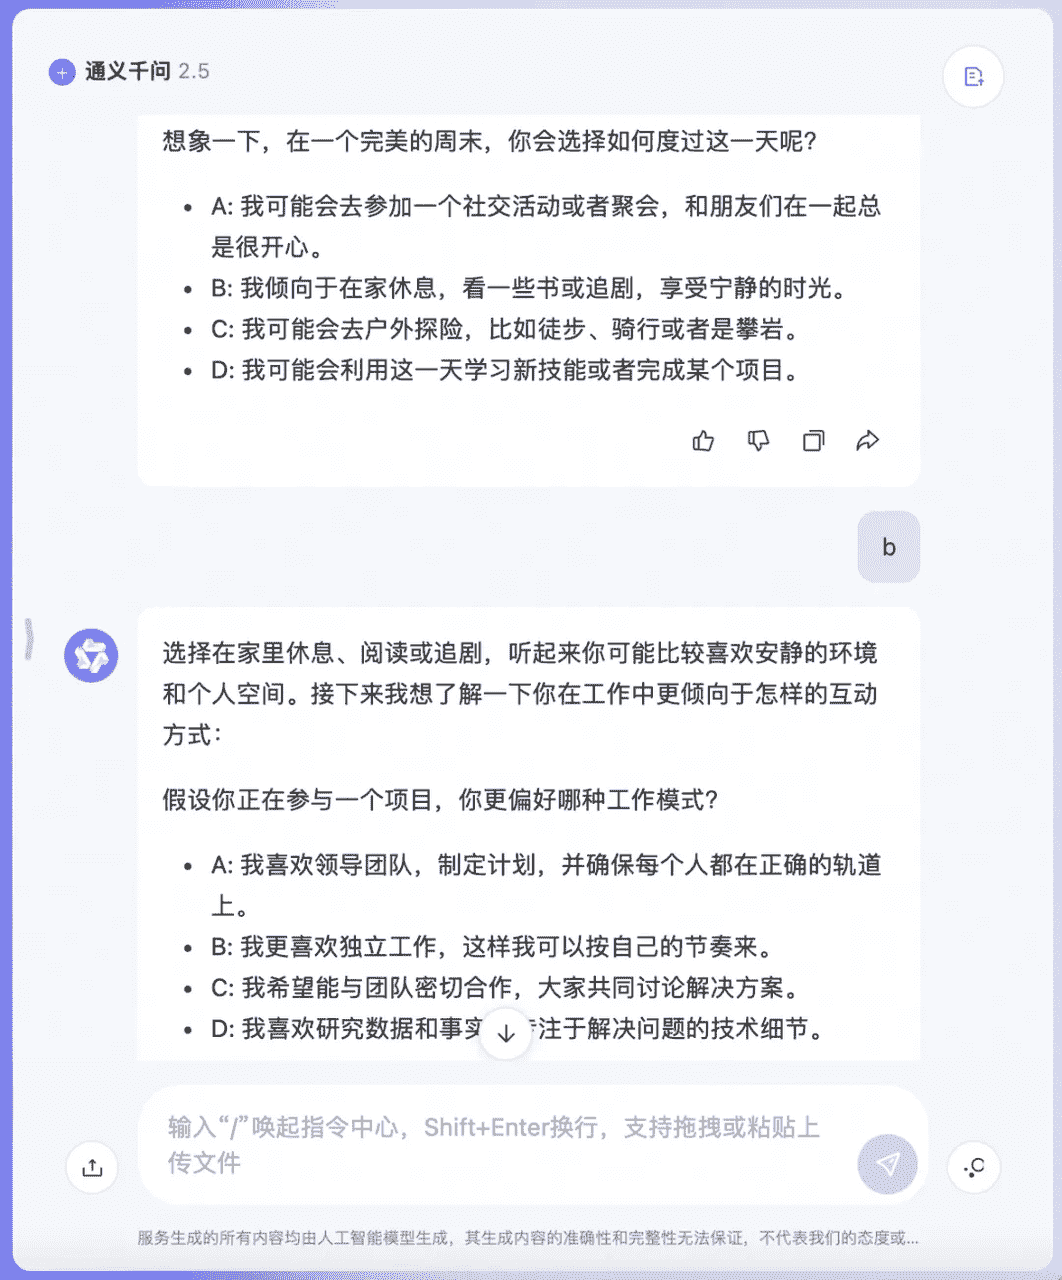 通义千问 2.5
想象一下，在一个完美的周末，你会选择如何度过这一天呢？
• A: 我可能会去参加一个社交活动或者聚会，和朋友们在一起总
是很开心。
• B: 我倾向于在家休息，看一些书或追剧，享受宁静的时光。
• C: 我可能会去户外探险，比如徒步、骑行或者是攀岩。
• D: 我可能会利用这一天学习新技能或者完成某个项目。
b
选择在家里休息、阅读或追剧，听起来你可能比较喜欢安静的环境
和个人空间。接下来我想了解一下你在工作中更倾向于怎样的互动
方式：
假设你正在参与一个项目，你更偏好哪种工作模式？
• A: 我喜欢领导团队，制定计划，并确保每个人都在正确的轨道
上。
• B: 我更喜欢独立工作，这样我可以按自己的节奏来。
• C: 我希望能与团队密切合作，大家共同讨论解决方案。
• D: 我喜欢研究数据和事实 注于解决问题的技术细节。
输入“/”唤起指令中心，Shift+Enter换行，支持拖拽或粘贴上
传文件
服务生成的所有内容均由人工智能模型生成，其生成内容的准确性和完整性无法保证，不代表我们的态度或...